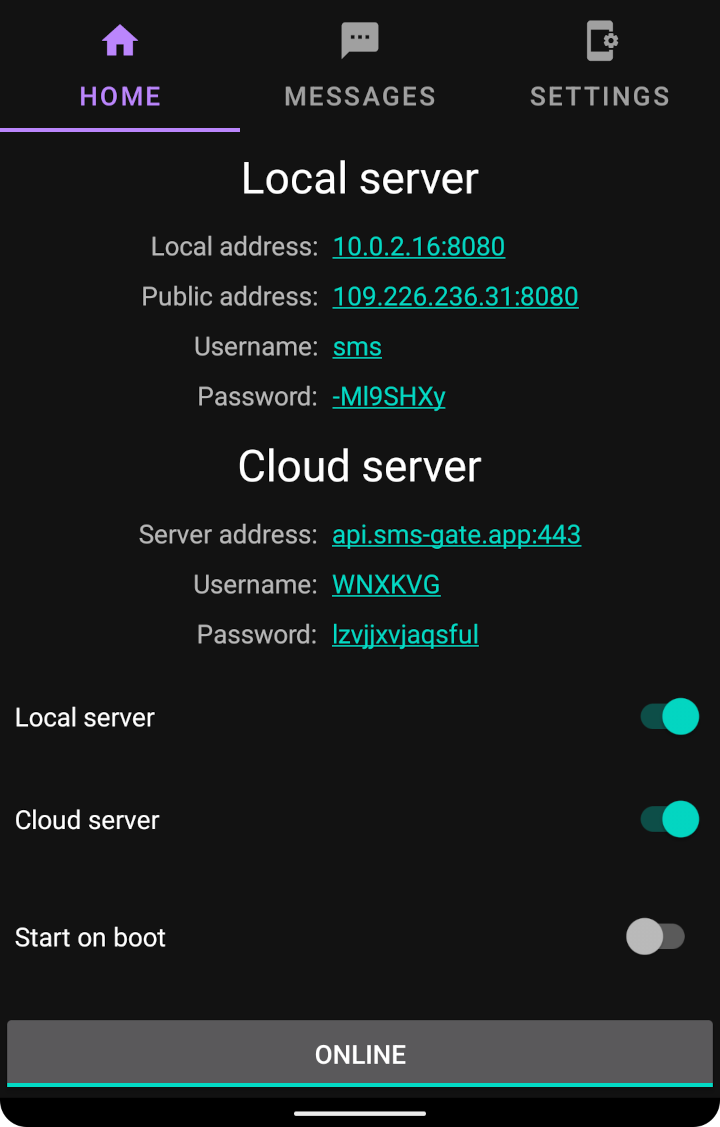 HOME MESSAGES SETTINGS
Local server
Local address: 10.0.2.16:8080
Public address: 109.226.236.31:8080
Username: sms
Password: -Ml9SHXy
Cloud server
Server address: api.sms-gate.app:443
Username: WNXKVG
Password: lzvjjxvjaqsful
Local server
Cloud server
Start on boot
ONLINE